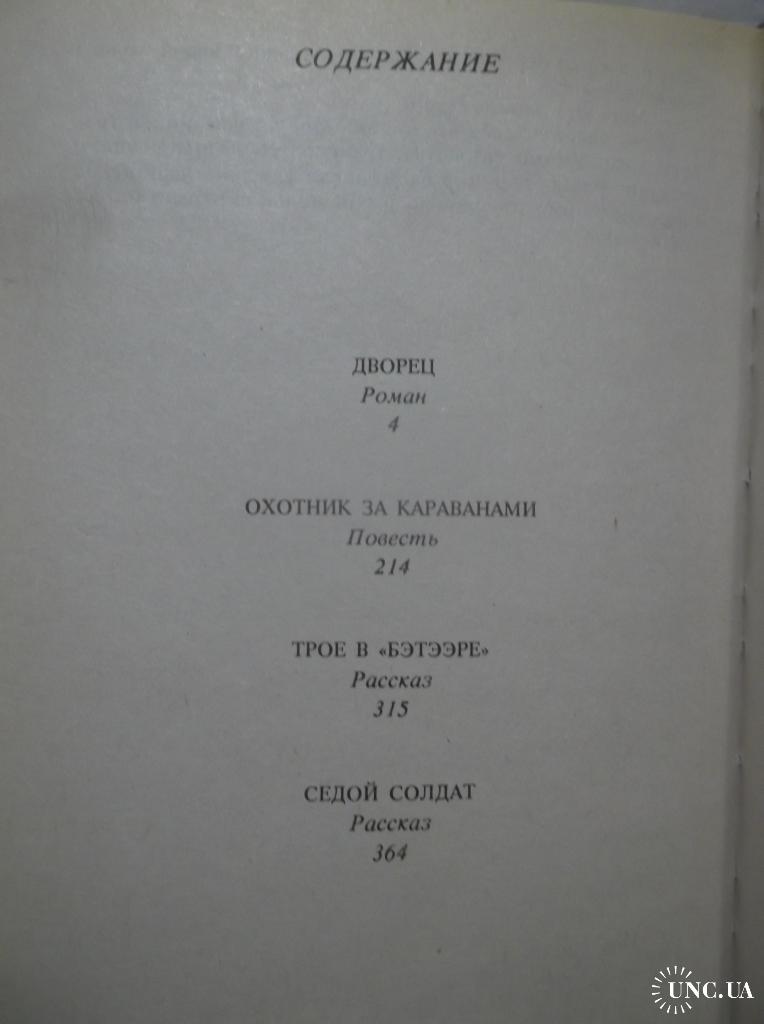 СОДЕРЖАНИЕ
ДВОРЕЦ
Роман
4
ОХОТНИК ЗА КАРАВАНАМИ
Повесть
214
ТРОЕ В «БЭТЭЭРЕ»
Рассказ
315
СЕДОЙ СОЛДАТ
Рассказ
364
UNC.UA